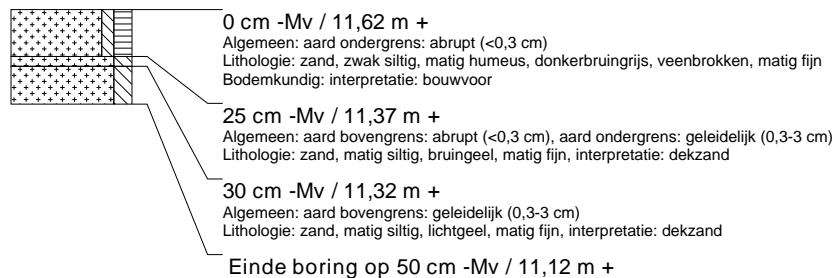 0 cm -Mv / 11,62 m +
Algemeen: aard ondergrens: abrupt (<0,3 cm)
Lithologie: zand, zwak siltig, matig humeus, donkerbruingrijs, veenbrokken, matig fijn
Bodemkundig: interpretatie: bouwvoor
25 cm -Mv / 11,37 m +
Algemeen: aard bovengrens: abrupt (<0,3 cm), aard ondergrens: geleidelijk (0,3-3 cm)
Lithologie: zand, matig siltig, bruingeel, matig fijn, interpretatie: dekzand
30 cm -Mv / 11,32 m +
Algemeen: aard bovengrens: geleidelijk (0,3-3 cm)
Lithologie: zand, matig siltig, lichtgeel, matig fijn, interpretatie: dekzand
Einde boring op 50 cm -Mv / 11,12 m +